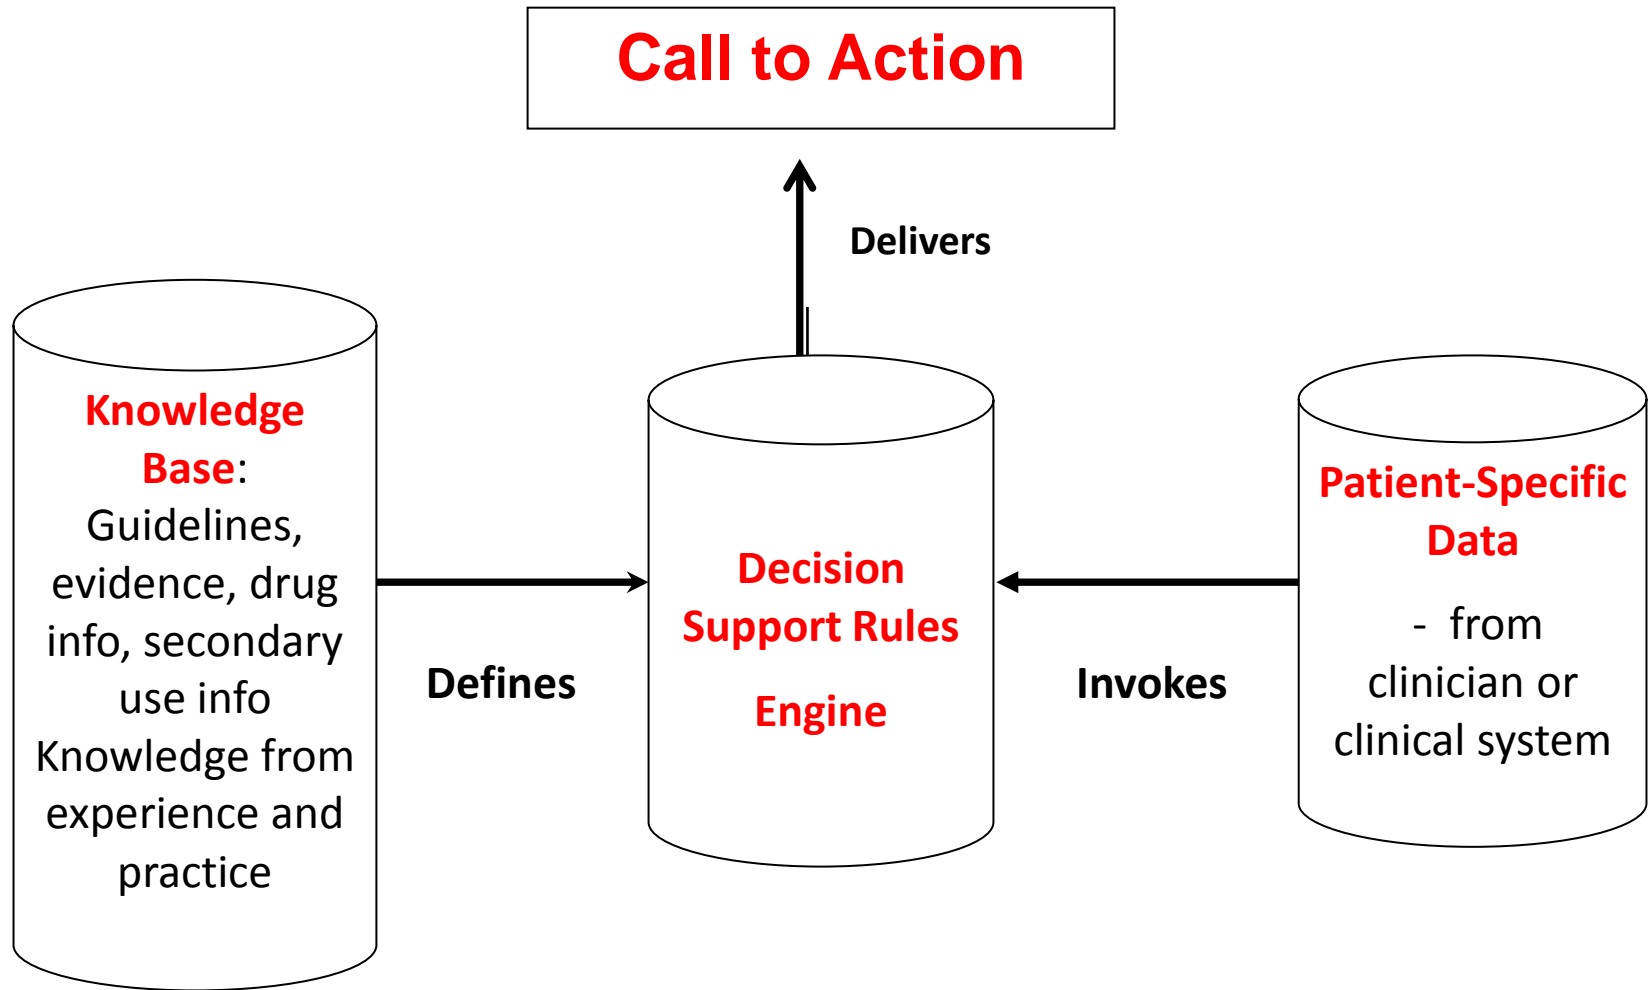 Call to Action
Delivers
Knowledge
Base:
Guidelines,
evidence, drug
info, secondary
use info
Knowledge from
experience and
practice
Defines
Decision
Support Rules
Engine
Invokes
Patient-Specific
Data
- from
clinician or
clinical system